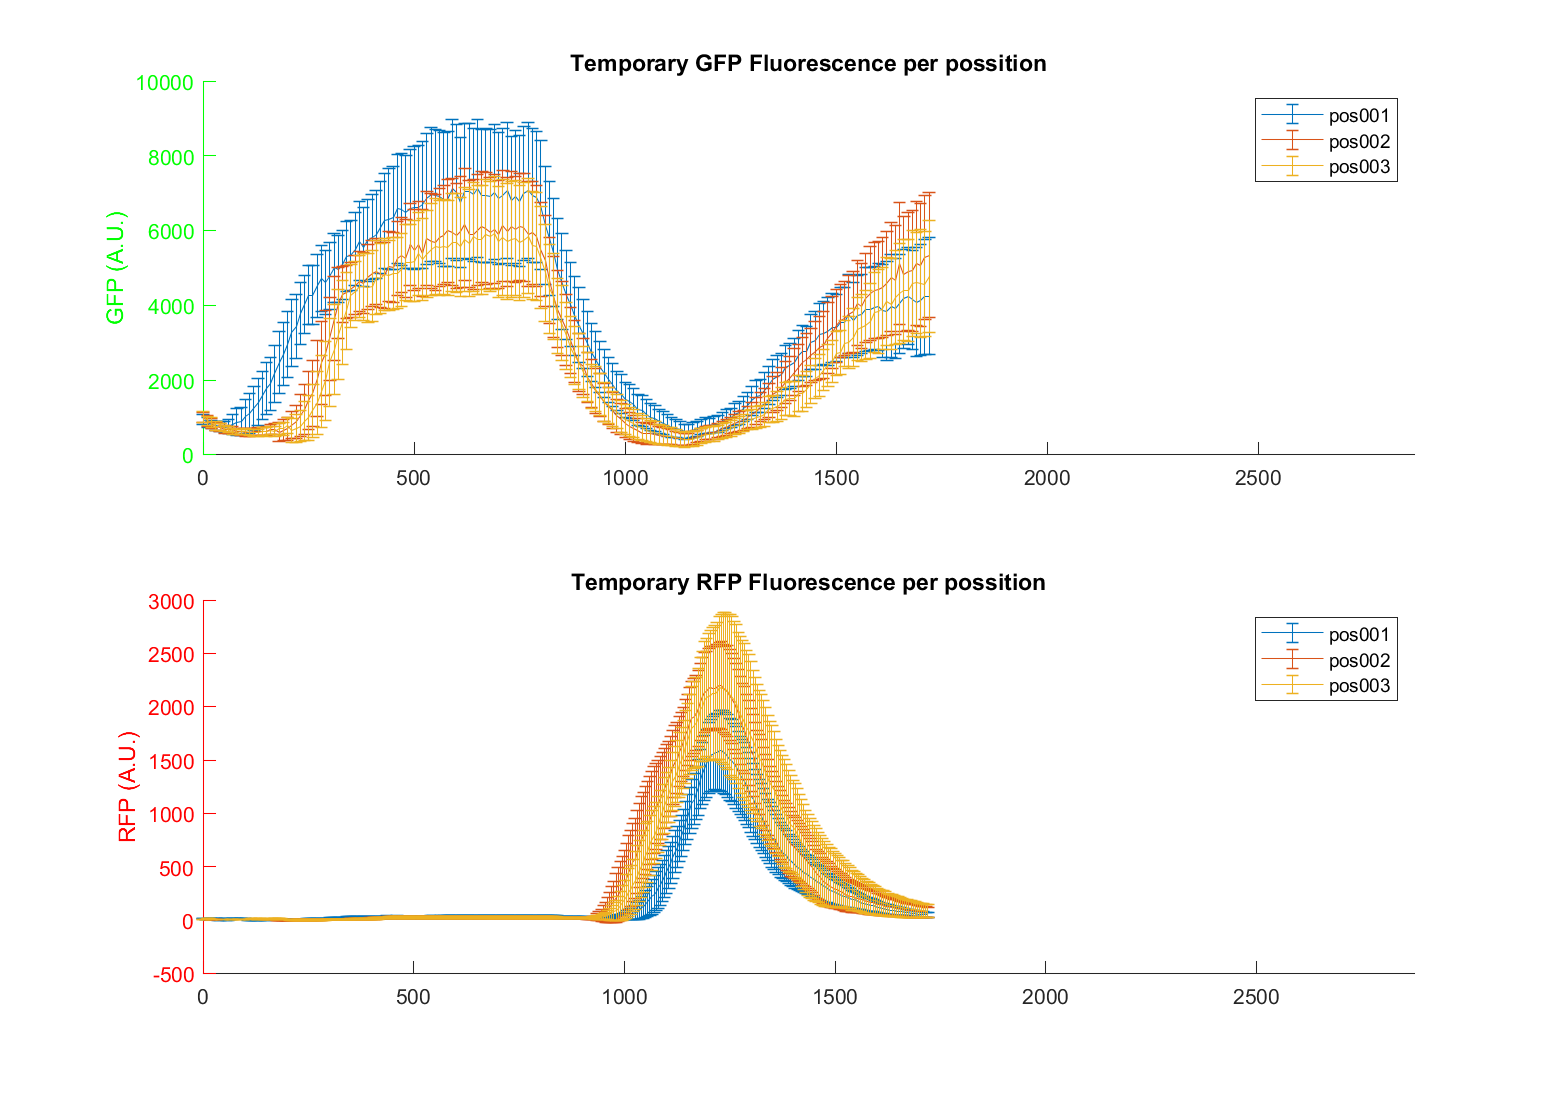 Temporary GFP Fluorescence per possition
10000
8000
6000
4000
2000
0
GFP (A.U.)
0 500 1000 1500 2000 2500
pos001
pos002
pos003
Temporary RFP Fluorescence per possition
3000
2500
2000
1500
1000
500
0
-500
RFP (A.U.)
0 500 1000 1500 2000 2500
pos001
pos002
pos003